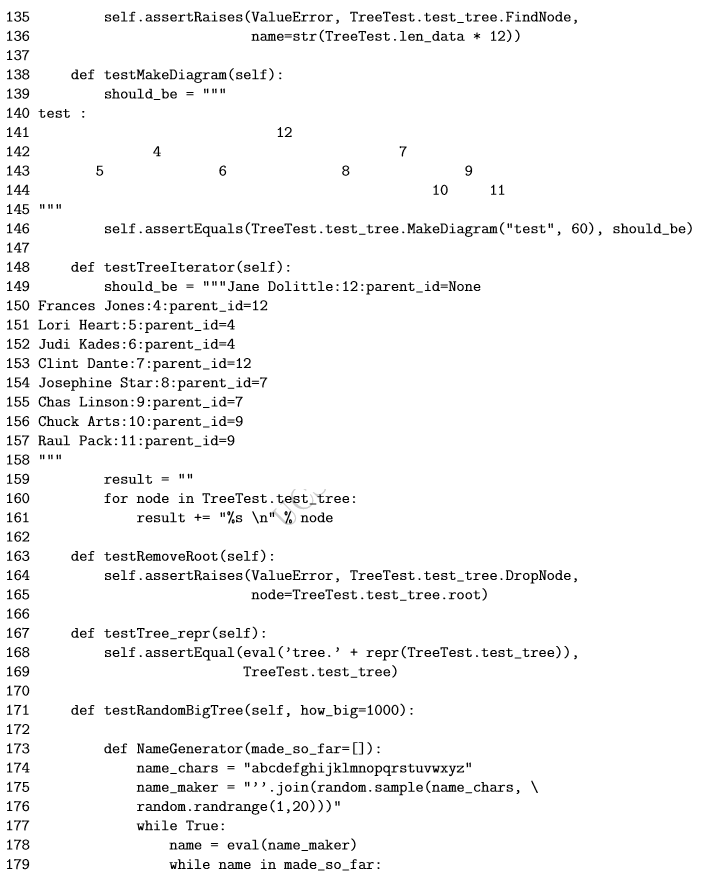 135         self.assertRaises(ValueError, TreeTest.test_tree.FindNode,
136                           name=str(TreeTest.len_data * 12))
137
138     def testMakeDiagram(self):
139         should_be = """
140 test :
141                              12
142              4                             7
143      5              6              8              9
144                                                10     11
145 """
146         self.assertEquals(TreeTest.test_tree.MakeDiagram("test", 60), should_be)
147
148     def testTreeIterator(self):
149         should_be = """Jane Dolittle:12:parent_id=None
150 Frances Jones:4:parent_id=12
151 Lori Heart:5:parent_id=4
152 Judi Kades:6:parent_id=4
153 Clint Dante:7:parent_id=12
154 Josephine Star:8:parent_id=7
155 Chas Linson:9:parent_id=7
156 Chuck Arts:10:parent_id=9
157 Raul Pack:11:parent_id=9
158 """
159         result = ""
160         for node in TreeTest.test_tree:
161             result += "%s \n" % node
162
163     def testRemoveRoot(self):
164         self.assertRaises(ValueError, TreeTest.test_tree.DropNode,
165                           node=TreeTest.test_tree.root)
166
167     def testTree_repr(self):
168         self.assertEqual(eval('tree.' + repr(TreeTest.test_tree)),
169                          TreeTest.test_tree)
170
171     def testRandomBigTree(self, how_big=1000):
172
173         def NameGenerator(made_so_far=[]):
174             name_chars = "abcdefghijklmnopqrstuvwxyz"
175             name_maker = "''.join(random.sample(name_chars, \
176             random.randrange(1,20)))"
177             while True:
178                 name = eval(name_maker)
179                 while name in made_so_far: